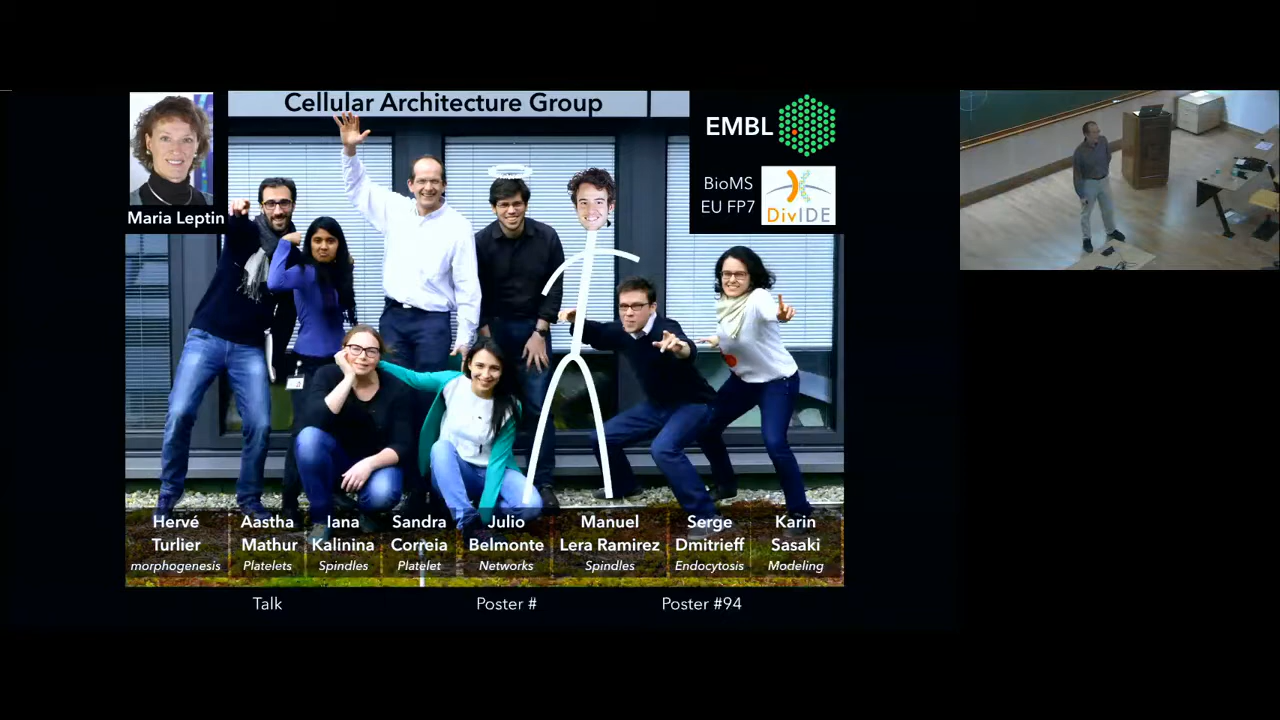 Cellular Architecture Group
EMBL
BioMS
EU FP7
DivIDE
Maria Leptin
Hervé Turlier
morphogenesis
Aastha Mathur
Platelets
Iana Kalinina
Spindles
Sandra Correia
Platelet
Julio Belmonte
Networks
Manuel Lera Ramirez
Spindles
Serge Dmitrieff
Endocytosis
Karin Sasaki
Modeling
Talk
Poster #
Poster #94